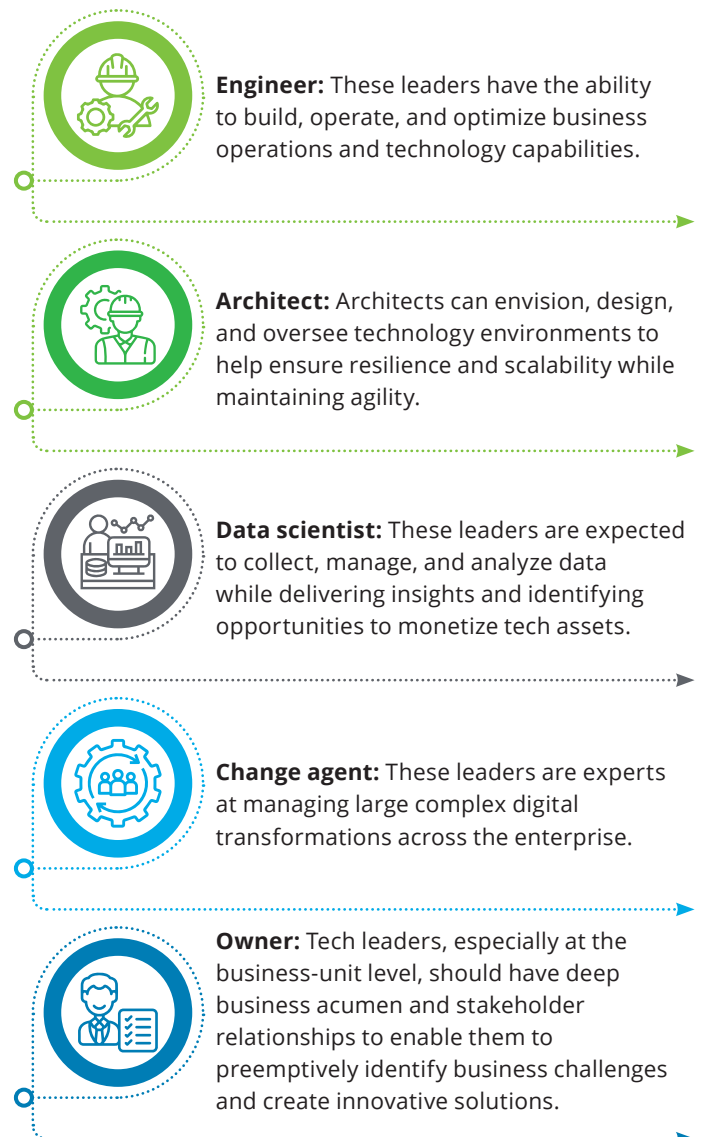 Engineer: These leaders have the ability
to build, operate, and optimize business
operations and technology capabilities.
Architect: Architects can envision, design,
and oversee technology environments to
help ensure resilience and scalability while
maintaining agility.
Data scientist: These leaders are expected
to collect, manage, and analyze data
while delivering insights and identifying
opportunities to monetize tech assets.
Change agent: These leaders are experts
at managing large complex digital
transformations across the enterprise.
Owner: Tech leaders, especially at the
business-unit level, should have deep
business acumen and stakeholder
relationships to enable them to
preemptively identify business challenges
and create innovative solutions.